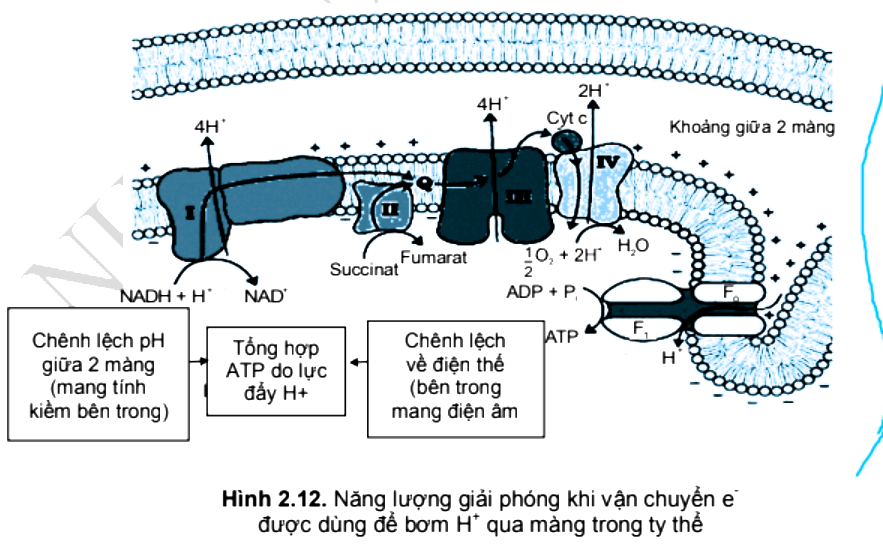 4H⁺
4H⁺
2H⁺
Cyt c
Khoảng giữa 2 màng
I
II
Q
III
IV
NADH + H⁺
NAD⁺
Succinat
Fumarat
½O₂ + 2H⁺
H₂O
ADP + Pᵢ
ATP
F₀
F₁
H⁺
Chênh lệch pH
giữa 2 màng
(mang tính
kiềm bên trong)
Tổng hợp
ATP do lực
đẩy H+
Chênh lệch
về điện thế
(bên trong
mang điện âm
Hình 2.12. Năng lượng giải phóng khi vận chuyển e⁻
được dùng để bơm H⁺ qua màng trong ty thể